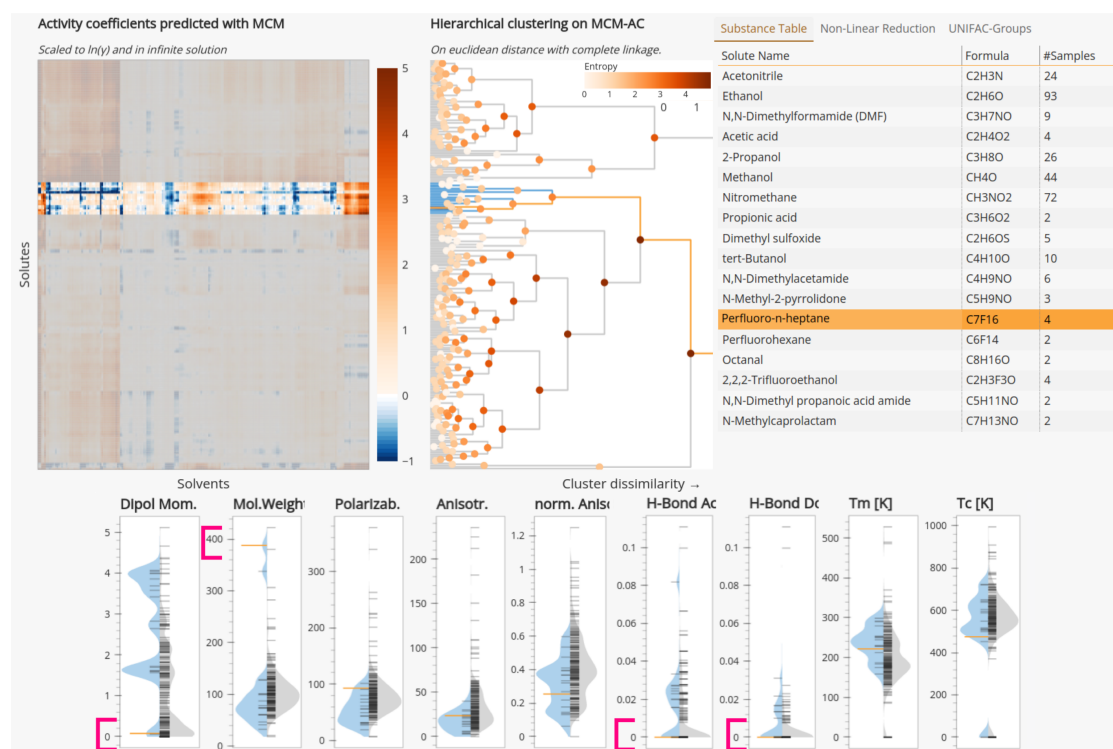 Activity coefficients predicted with MCM
Scaled to ln(y) and in infinite solution
5
4
3
2
1
0
−1
Solutes
Solvents
Hierarchical clustering on MCM-AC
On euclidean distance with complete linkage.
Entropy
0 1 2 3 4 5
0 1
Cluster dissimilarity →
Substance Table Non-Linear Reduction UNIFAC-Groups
Solute Name Formula #Samples
Acetonitrile C2H3N 24
Ethanol C2H6O 93
N,N-Dimethylformamide (DMF) C3H7NO 9
Acetic acid C2H4O2 4
2-Propanol C3H8O 26
Methanol CH4O 44
Nitromethane CH3NO2 72
Propionic acid C3H6O2 2
Dimethyl sulfoxide C2H6OS 5
tert-Butanol C4H10O 10
N,N-Dimethylacetamide C4H9NO 6
N-Methyl-2-pyrrolidone C5H9NO 3
Perfluoro-n-heptane C7F16 4
Perfluorohexane C6F14 2
Octanal C8H16O 2
2,2,2-Trifluoroethanol C2H3F3O 4
N,N-Dimethyl propanoic acid amide C5H11NO 2
N-Methylcaprolactam C7H13NO 2
Dipol Mom.
5
4
3
2
1
0
Mol.Weight
400
300
200
100
0
Polarizab.
300
200
100
0
Anisotr.
200
150
100
50
0
norm. Aniso
1.2
1
0.8
0.6
0.4
0.2
0
H-Bond Ac
0.1
0.08
0.06
0.04
0.02
0
H-Bond Do
0.1
0.08
0.06
0.04
0.02
0
Tm [K]
500
400
300
200
100
0
Tc [K]
1000
800
600
400
200
0